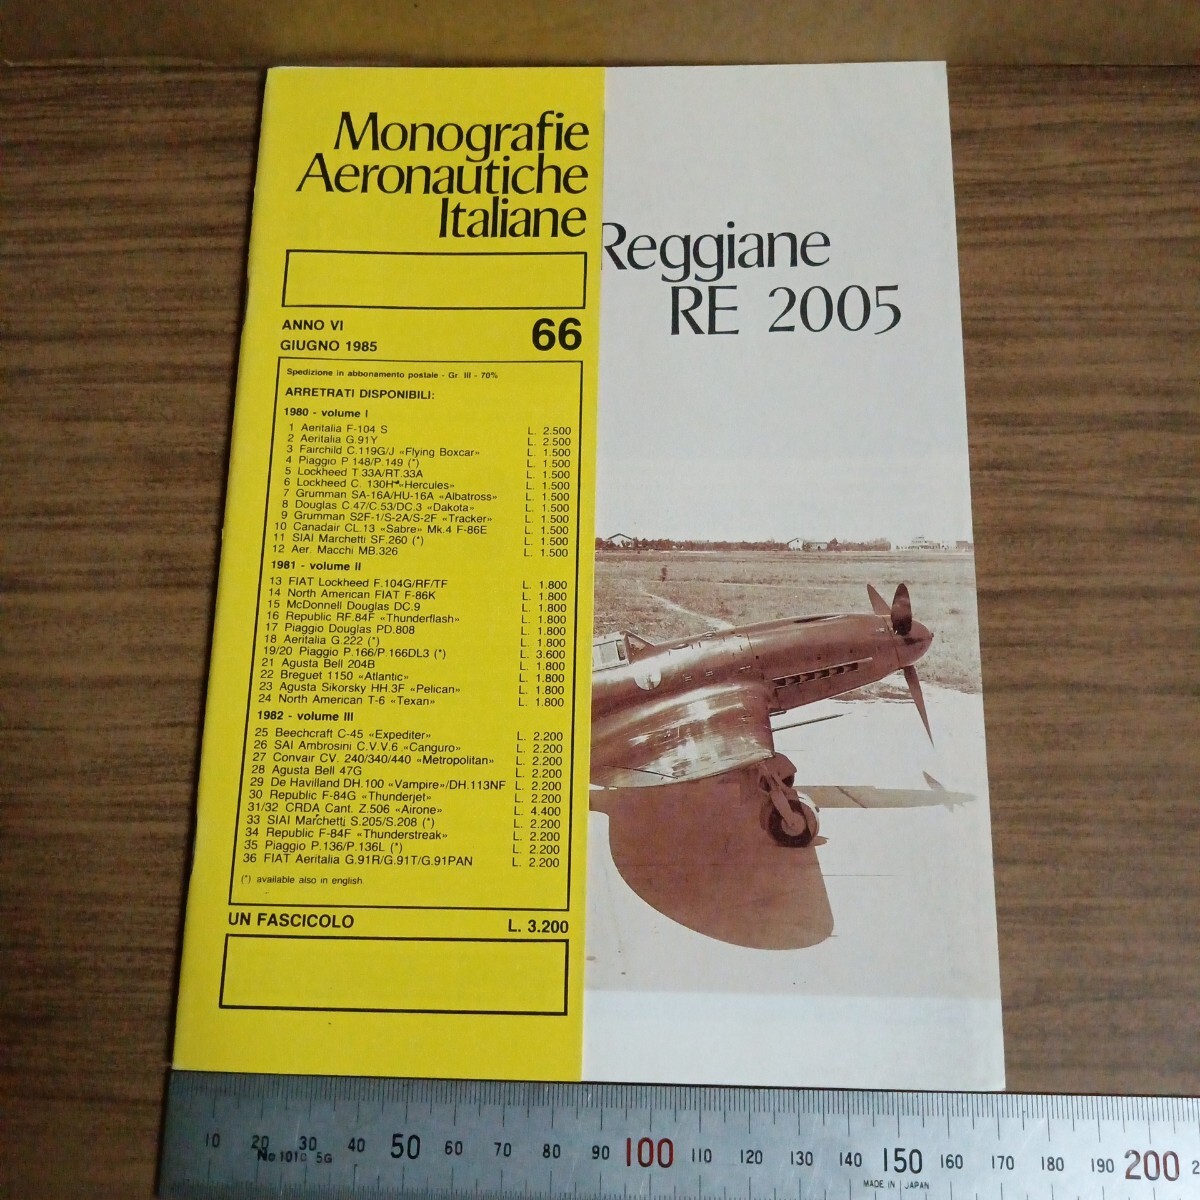 Monografie
Aeronautiche
Italiane
Reggiane
RE 2005
ANNO VI
GIUGNO 1985
66
Spedizione in abbonamento postale - Gr. III - 70%
ARRETRATI DISPONIBILI:
1980 - volume I
1 Aeritalia F-104 S L. 2.500
2 Aeritalia G.91Y L. 2.500
3 Fairchild C.119G/J «Flying Boxcar» L. 1.500
4 Piaggio P 148/P.149 (*) L. 1.500
5 Lockheed T.33A/RT.33A L. 1.500
6 Lockheed C. 130H «Hercules» L. 1.500
7 Grumman SA-16A/HU-16A «Albatross» L. 1.500
8 Douglas C.47/C.53/DC.3 «Dakota» L. 1.500
9 Grumman S2F-1/S-2A/S-2F «Tracker» L. 1.500
10 Canadair CL.13 «Sabre» Mk.4 F-86E L. 1.500
11 SIAI Marchetti SF.260 (*) L. 1.500
12 Aer. Macchi MB.326 L. 1.500
1981 - volume II
13 FIAT Lockheed F.104G/RF/TF L. 1.800
14 North American FIAT F-86K L. 1.800
15 McDonnell Douglas DC.9 L. 1.800
16 Republic RF.84F «Thunderflash» L. 1.800
17 Piaggio Douglas PD.808 L. 1.800
18 Aeritalia G.222 (*) L. 1.800
19/20 Piaggio P.166/P.166DL3 (*) L. 3.600
21 Agusta Bell 204B L. 1.800
22 Breguet 1150 «Atlantic» L. 1.800
23 Agusta Sikorsky HH.3F «Pelican» L. 1.800
24 North American T-6 «Texan» L. 1.800
1982 - volume III
25 Beechcraft C-45 «Expediter» L. 2.200
26 SAI Ambrosini C.V.V.6 «Canguro» L. 2.200
27 Convair CV. 240/340/440 «Metropolitan» L. 2.200
28 Agusta Bell 47G L. 2.200
29 De Havilland DH.100 «Vampire»/DH.113NF L. 2.200
30 Republic F-84G «Thunderjet» L. 2.200
31/32 CRDA Cant. Z.506 «Airone» L. 4.400
33 SIAI Marchetti S.205/S.208 (*) L. 2.200
34 Republic F-84F «Thunderstreak» L. 2.200
35 Piaggio P.136/P.136L (*) L. 2.200
36 FIAT Aeritalia G.91R/G.91T/G.91PAN L. 2.200
(*) available also in english
UN FASCICOLO L. 3.200
10 20 30 40 50 60 70 80 90 100 110 120 130 140 150 160 170 180 190 200 2
No.1010 5G
MADE IN JAPAN